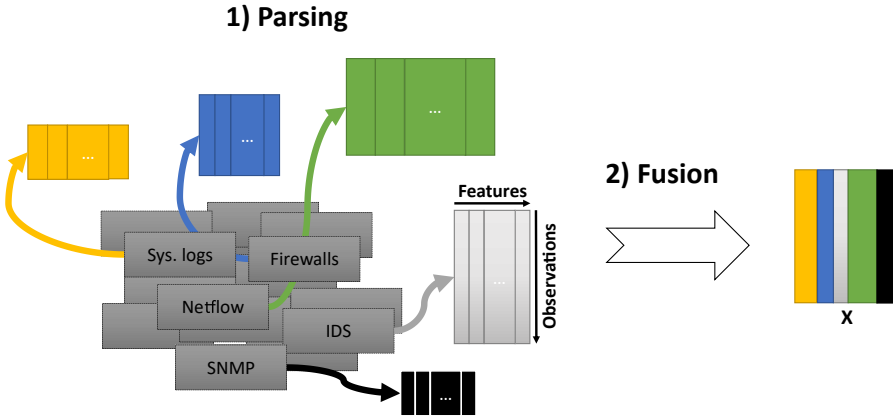 1) Parsing
...
...
...
2) Fusion
Features
Observations
...
Sys. logs
Firewalls
Netflow
IDS
SNMP
...
X